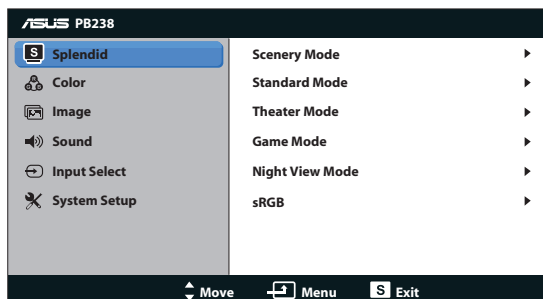 ASUS PB238
S Splendid
Color
Image
Sound
Input Select
System Setup
Scenery Mode
Standard Mode
Theater Mode
Game Mode
Night View Mode
sRGB
Move Menu S Exit